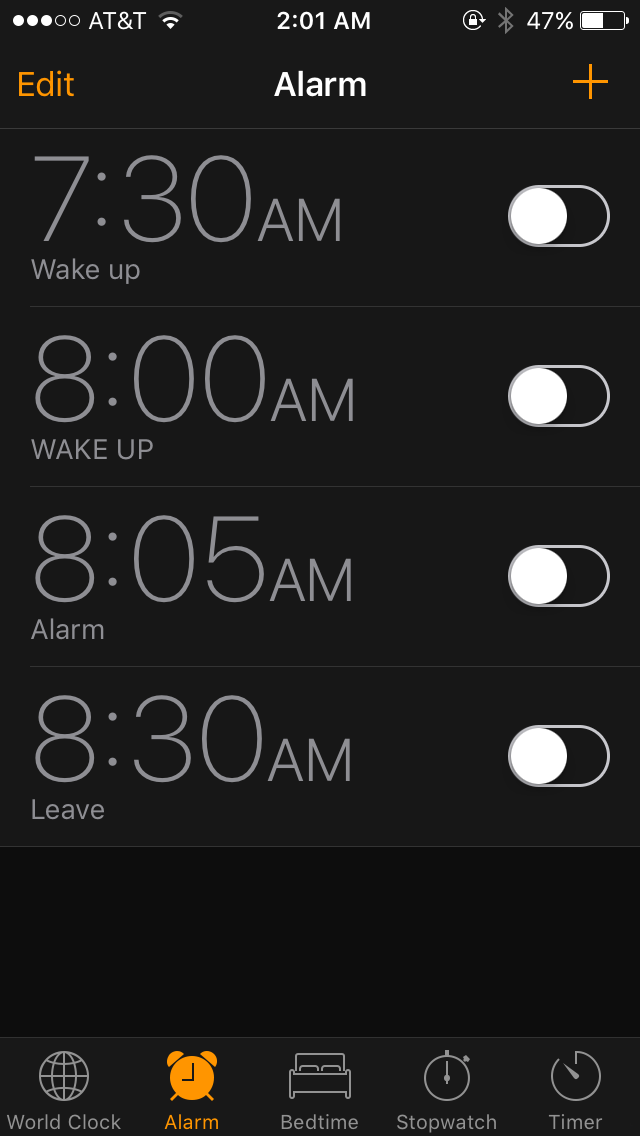 AT&T 2:01 AM 47%
Edit Alarm +
7:30AM
Wake up
8:00AM
WAKE UP
8:05AM
Alarm
8:30AM
Leave
World Clock Alarm Bedtime Stopwatch Timer